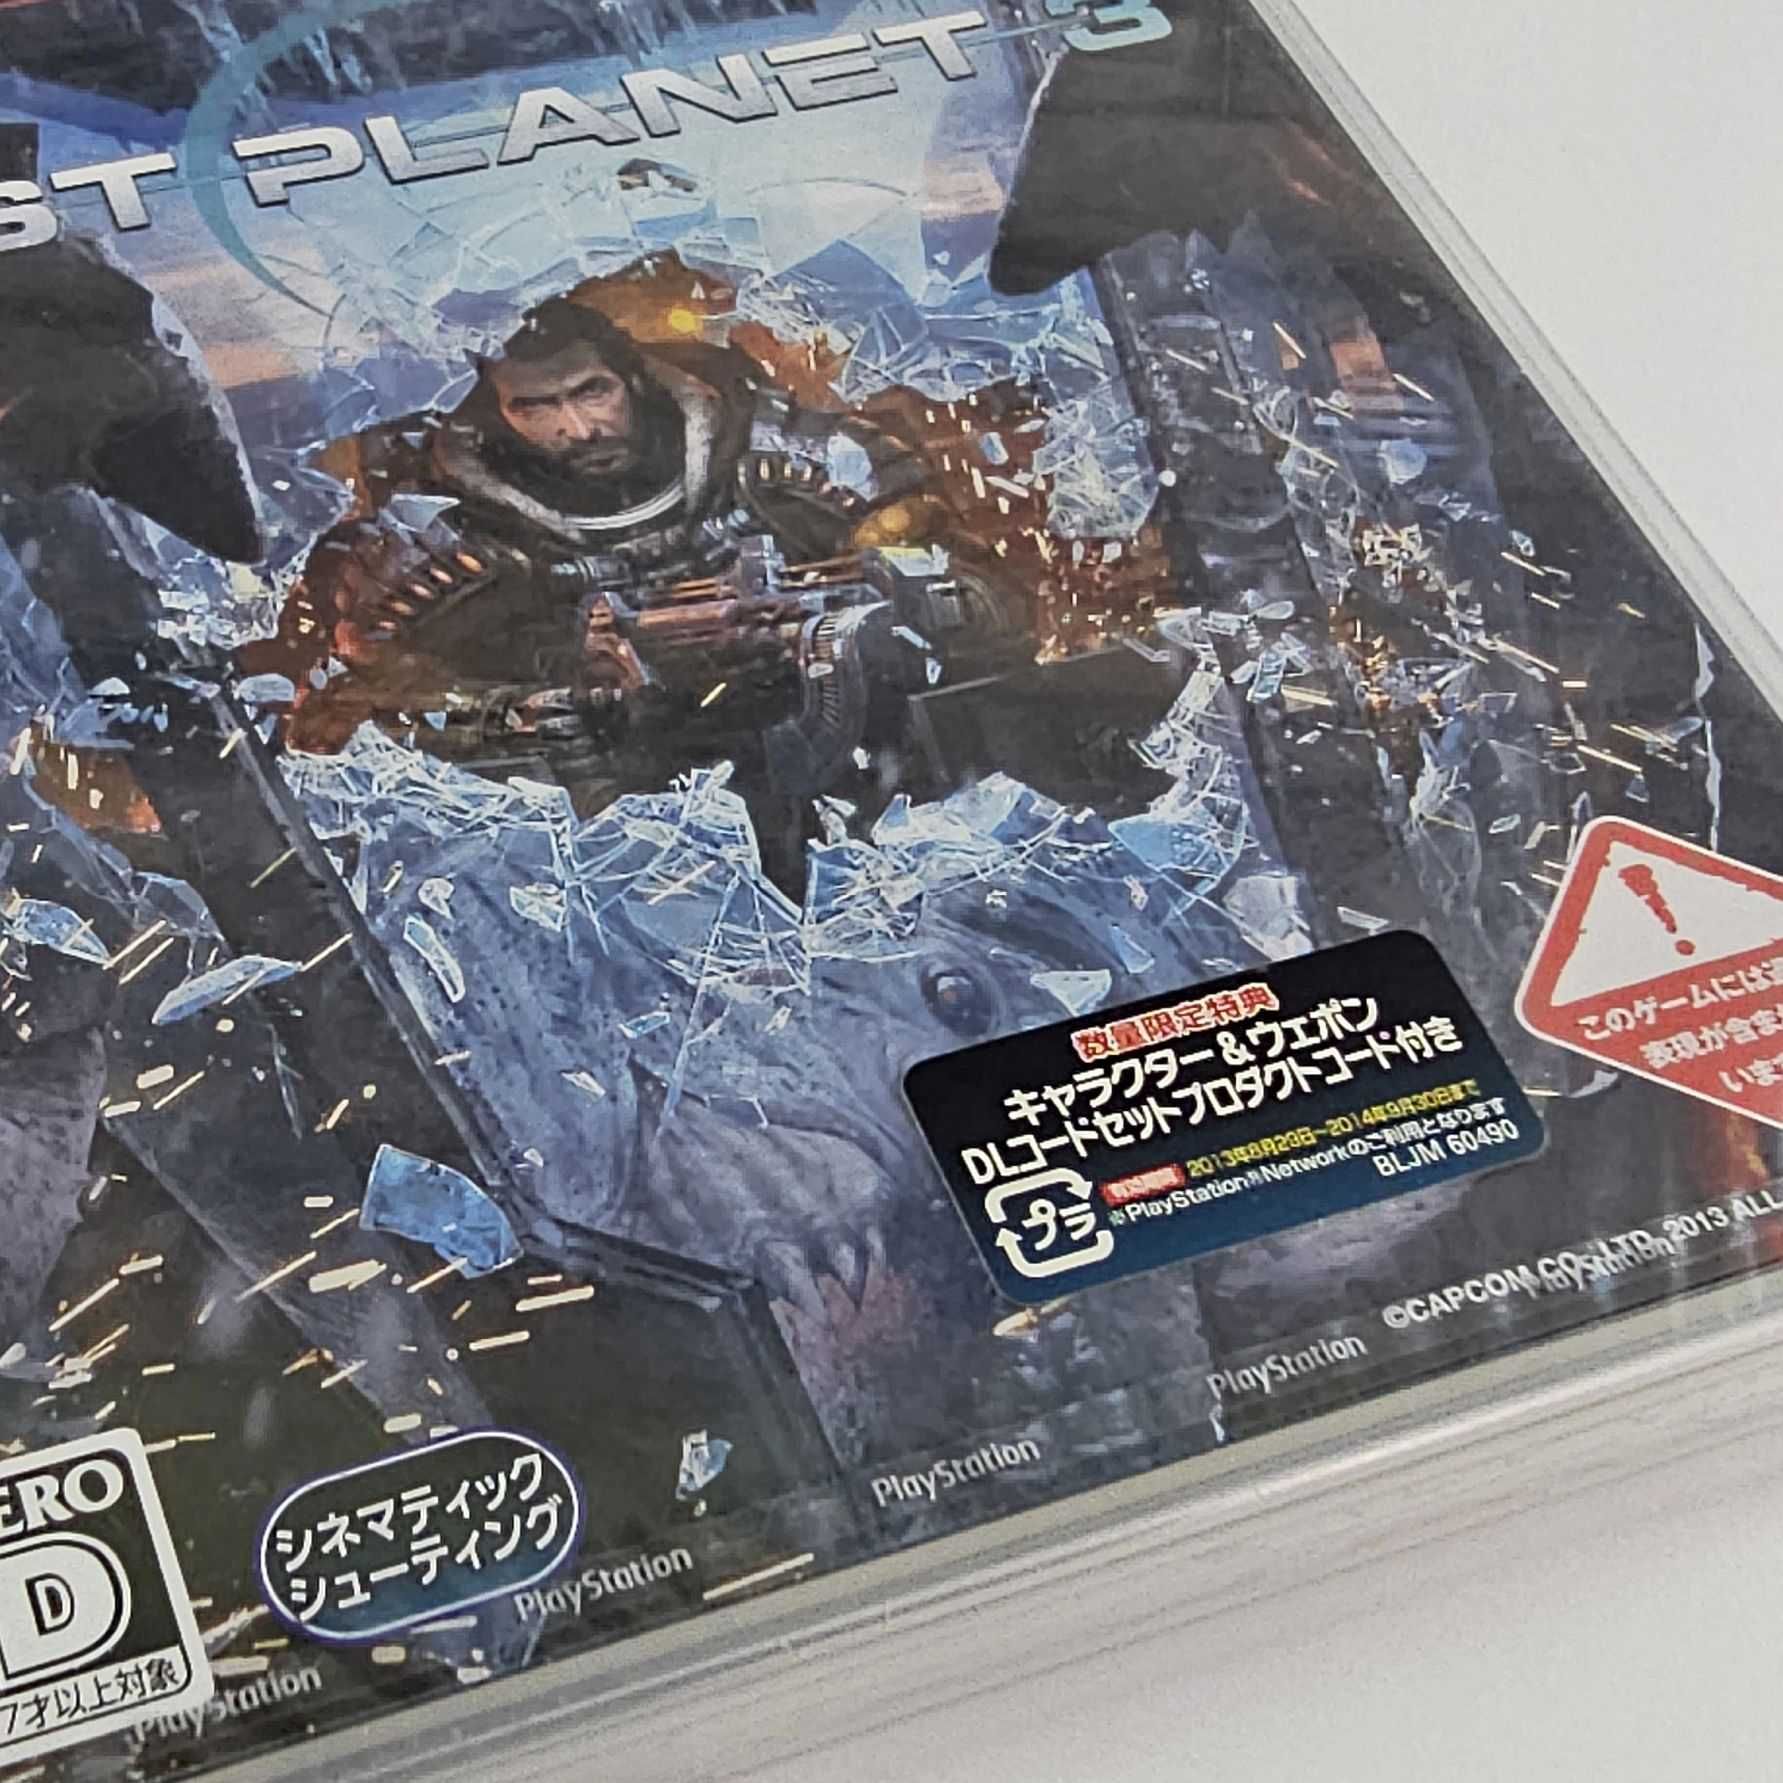 ST PLANET 3
このゲームには
表現が含ま
いま
数量限定特典
キャラクター&ウェポン
DLコードセットプロダクトコード付き
有効期限 2013年8月29日~2014年9月30日まで
※PlayStation®Networkのご利用となります
BLJM 60490
プラ
©CAPCOM CO., LTD. 2013 ALL
PlayStation
PlayStation
PlayStation
PlayStation
PlayStation
シネマティック
シューティング
ERO
D
7才以上対象